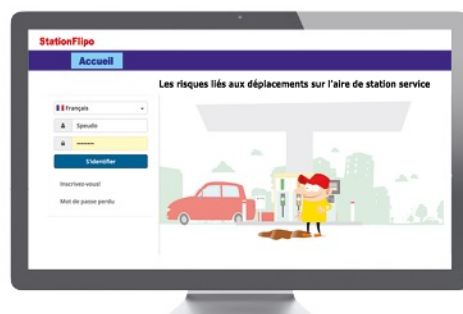 StationFlipo
Accueil
Les risques liés aux déplacements sur l'aire de station service
Français
Speudo
S'identifier
Inscrivez-vous!
Mot de passe perdu